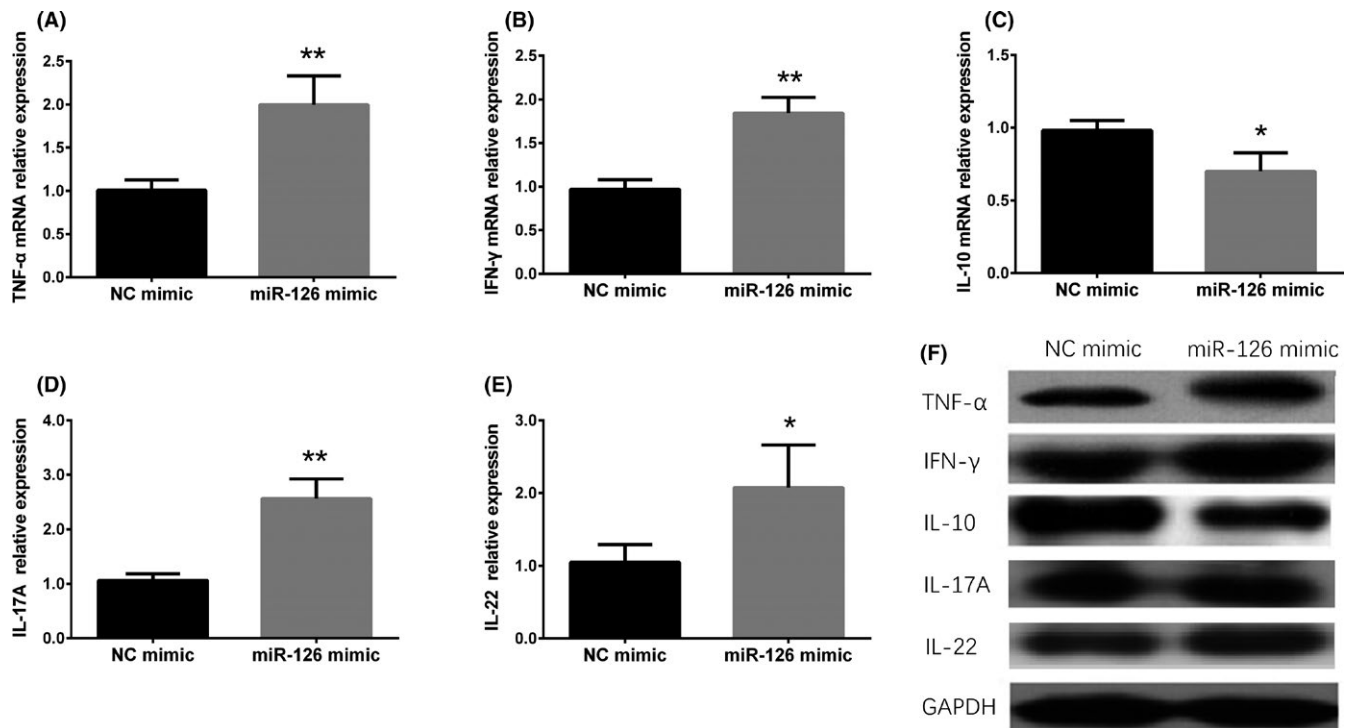 (A)
TNF-α mRNA relative expression
2.5
2.0
1.5
1.0
0.5
0.0
**
NC mimic
miR-126 mimic
(B)
IFN-γ mRNA relative expression
2.5
2.0
1.5
1.0
0.5
0.0
**
NC mimic
miR-126 mimic
(C)
IL-10 mRNA relative expression
1.5
1.0
0.5
0.0
*
NC mimic
miR-126 mimic
(D)
IL-17A relative expression
4.0
3.0
2.0
1.0
0.0
**
NC mimic
miR-126 mimic
(E)
IL-22 relative expression
3.0
2.0
1.0
0.0
*
NC mimic
miR-126 mimic
(F)
NC mimic
miR-126 mimic
TNF-α
IFN-γ
IL-10
IL-17A
IL-22
GAPDH